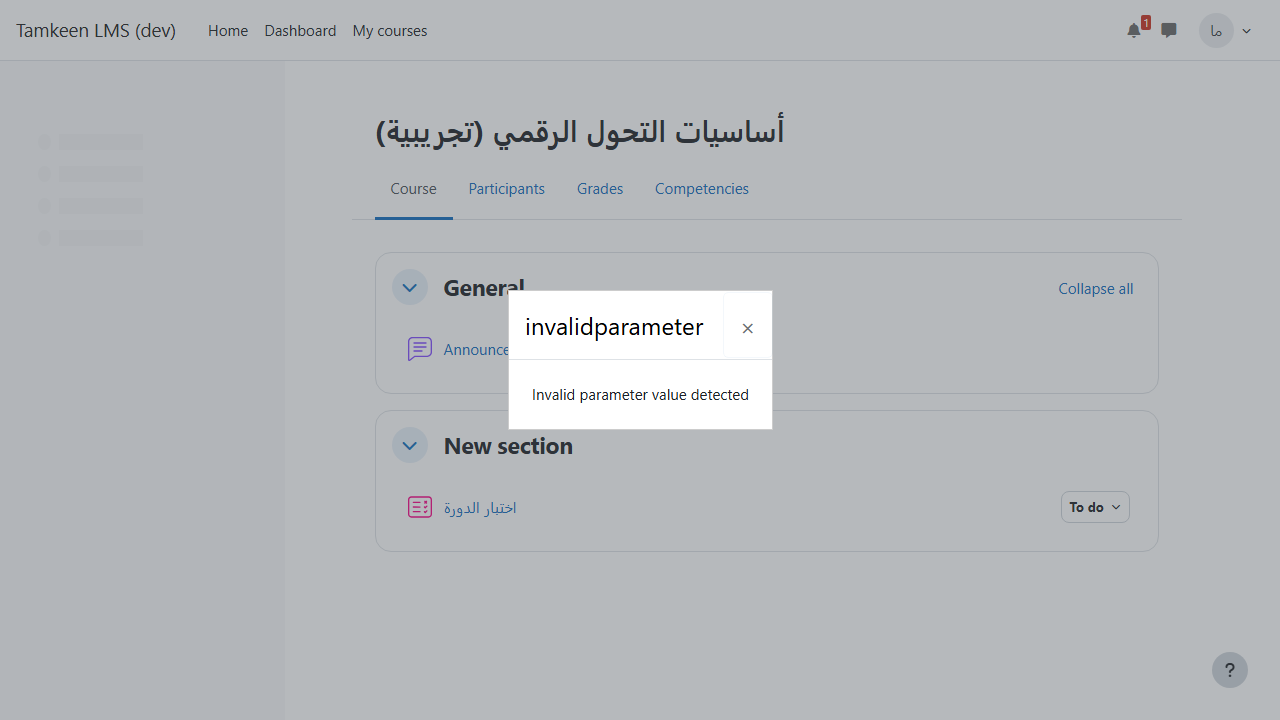 Tamkeen LMS (dev)
Home
Dashboard
My courses
1
ما
أساسيات التحول الرقمي (تجريبية)
Course
Participants
Grades
Competencies
General
Collapse all
Announce
invalidparameter
×
Invalid parameter value detected
New section
اختبار الدورة
To do
?